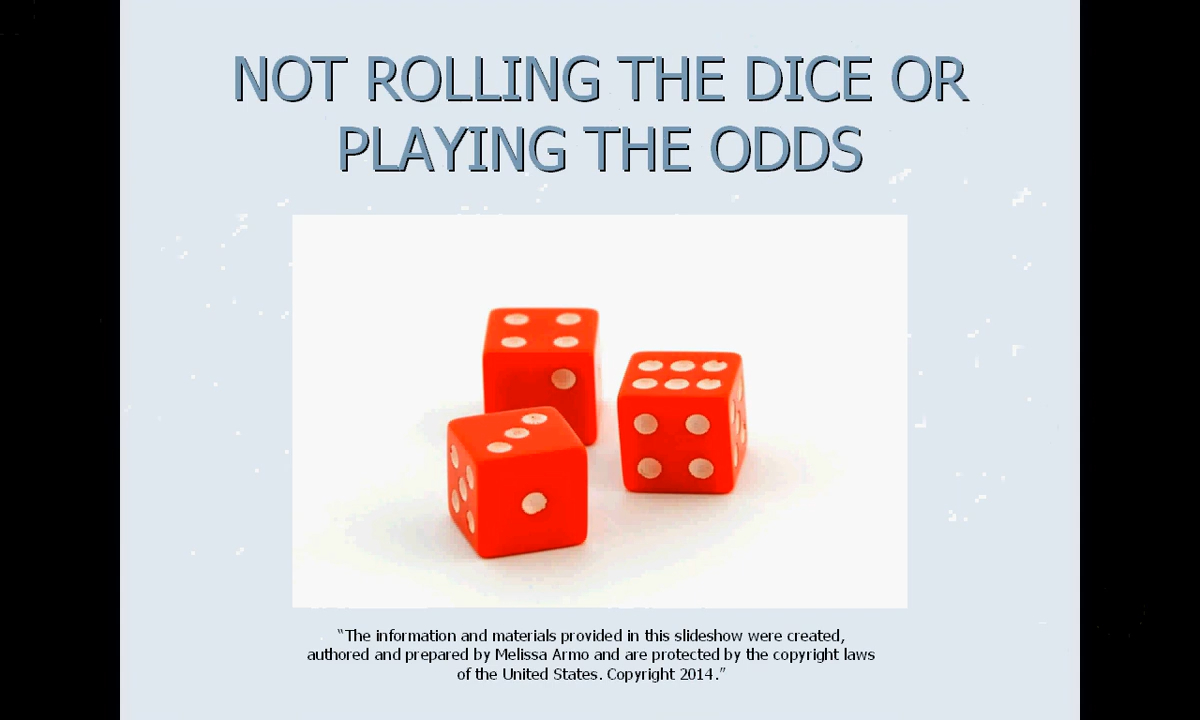 NOT ROLLING THE DICE OR
PLAYING THE ODDS
“The information and materials provided in this slideshow were created,
authored and prepared by Melissa Armo and are protected by the copyright laws
of the United States. Copyright 2014.”